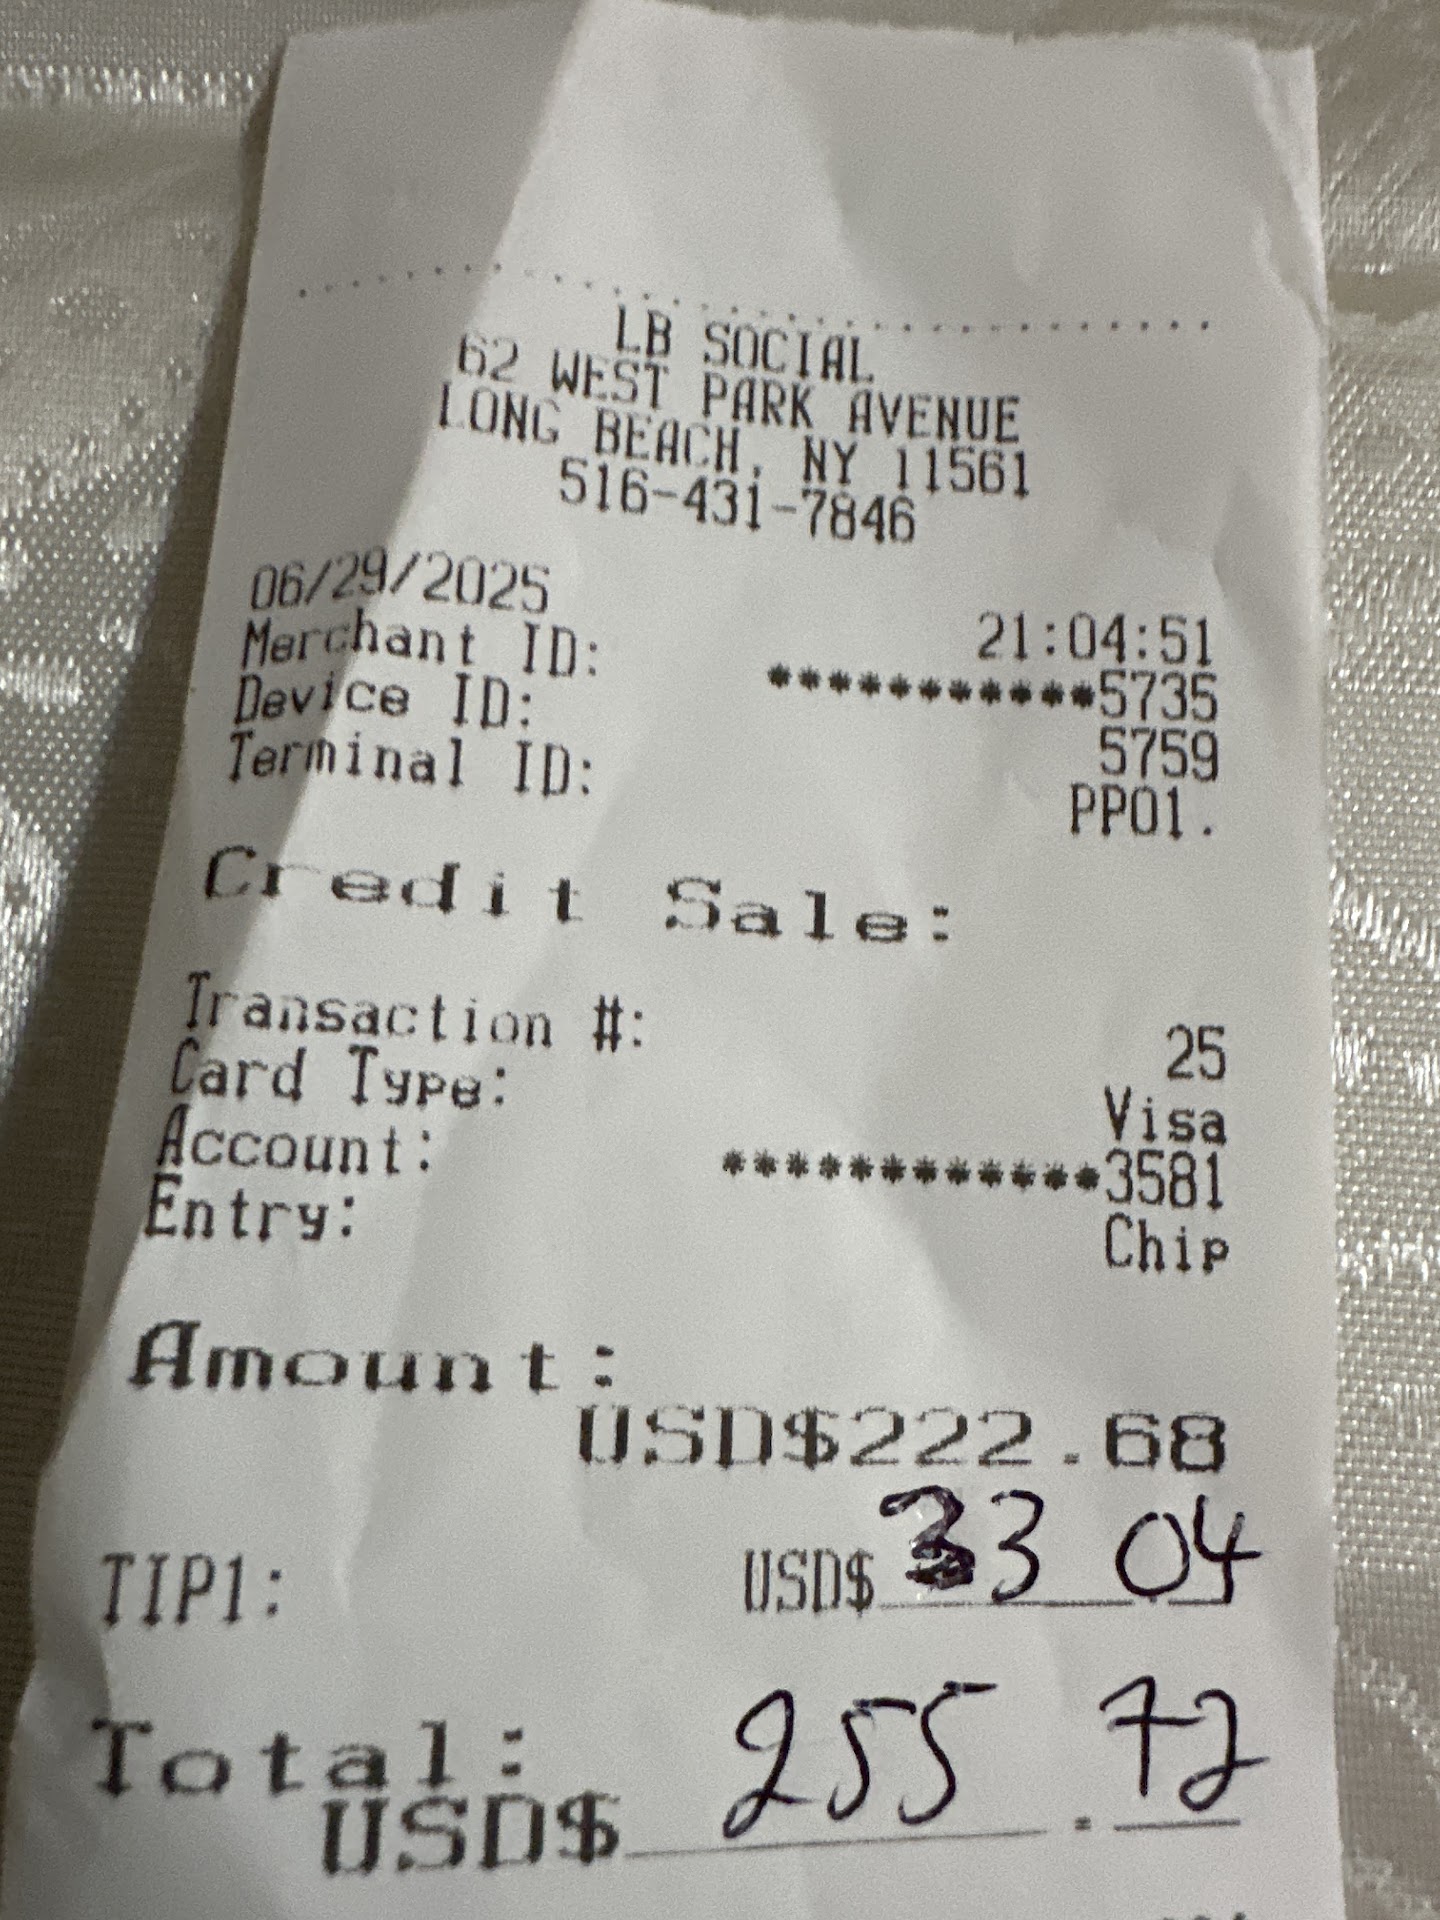 LB SOCIAL
62 WEST PARK AVENUE
LONG BEACH, NY 11561
516-431-7846
06/29/2025 21:04:51
Merchant ID: ***********5735
Device ID: 5759
Terminal ID: PP01.
Credit Sale:
Transaction #: 25
Card Type: Visa
Account: ************3581
Entry: Chip
Amount:
USD$222.68
TIP1: USD$ 33.04
Total:
USD$ 255.72